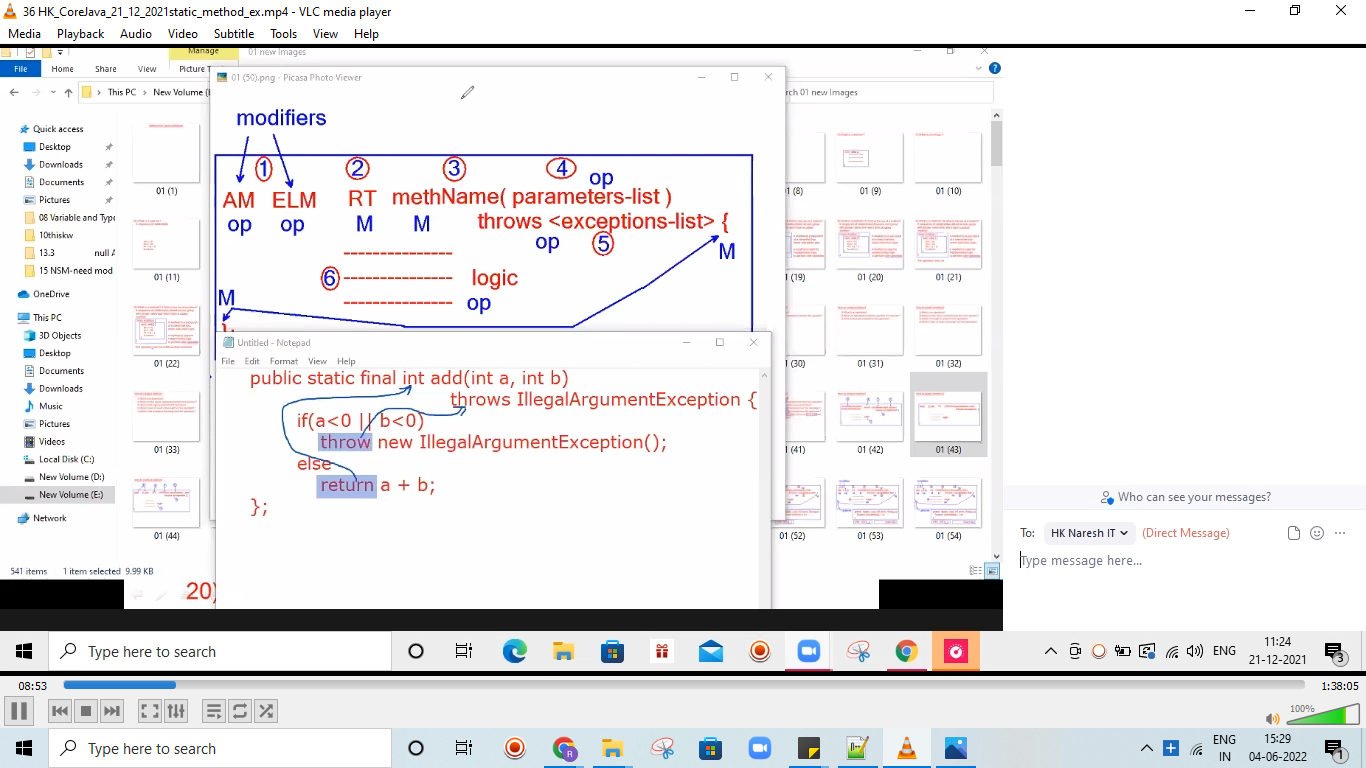 36 HK_CoreJava_21_12_2021static_method_ex.mp4 - VLC media player
Media Playback Audio Video Subtitle Tools View Help
Manage 01 new Images
File Home Share View
This PC New Volume
01 (50).png - Picasa Photo Viewer
rch 01 new Images
Quick access
Desktop
Downloads
Documents
Pictures
08 Variable and Type
10thiskw
13.3 null
15 NSM-need mod
OneDrive
This PC
3D Objects
Desktop
Documents
Downloads
Music
Pictures
Videos
Local Disk (C:)
New Volume (D:)
New Volume (E:)
Network
541 items 1 item selected 9.99 KB
01 (1)
01 (11)
01 (22)
01 (33)
01 (44)
modifiers
1 2 3 4
op
AM ELM RT methName( parameters-list )
op op M M throws <exceptions-list> {
op 5
M
6 logic
op
M
};
Untitled - Notepad
File Edit Format View Help
public static final int add(int a, int b)
throws IllegalArgumentException {
if(a<0 || b<0)
throw new IllegalArgumentException();
else
return a + b;
};
20)
(8) 01 (9) 01 (10)
(19) 01 (20) 01 (21)
(30) 01 (31) 01 (32)
(41) 01 (42) 01 (43)
(52) 01 (53) 01 (54)
Who can see your messages?
To: HK Naresh IT (Direct Message)
Type message here...
Type here to search
ENG
11:24
21-12-2021
3
08:53
1:38:05
100%
Type here to search
ENG
IN
15:29
04-06-2022
1